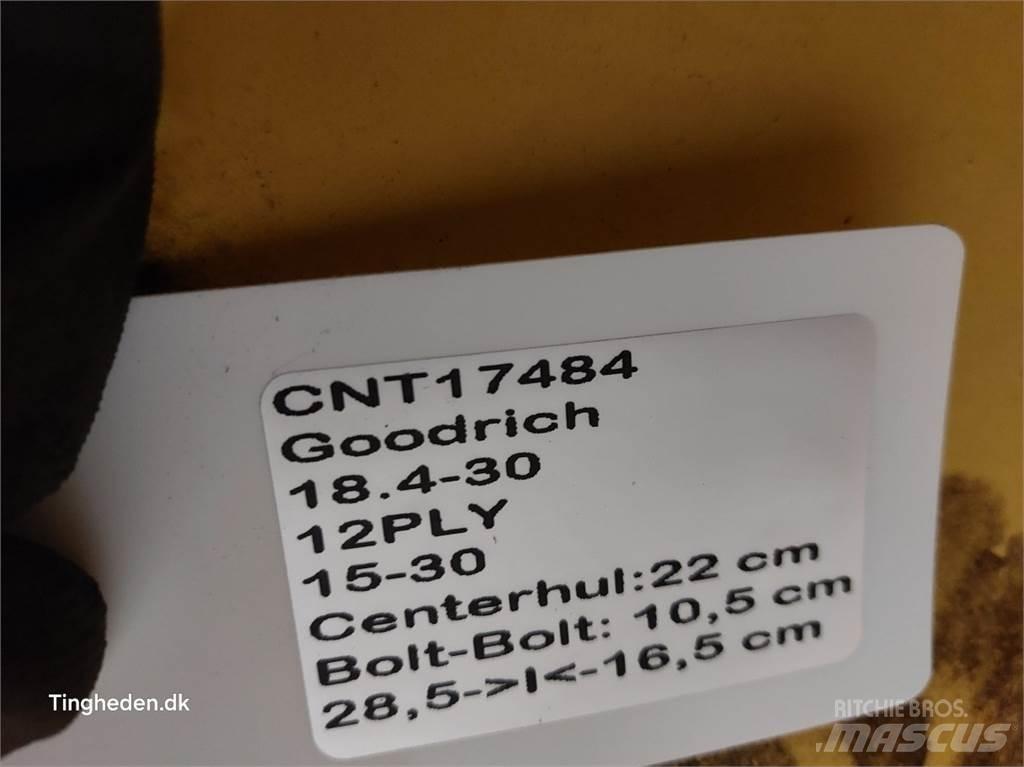 CNT17484
Goodrich
18.4-30
12PLY
15-30
Centerhul:22 cm
Bolt-Bolt: 10,5 cm
28,5->I<-16,5 cm
Tingheden.dk
RITCHIE BROS.
MASCUS